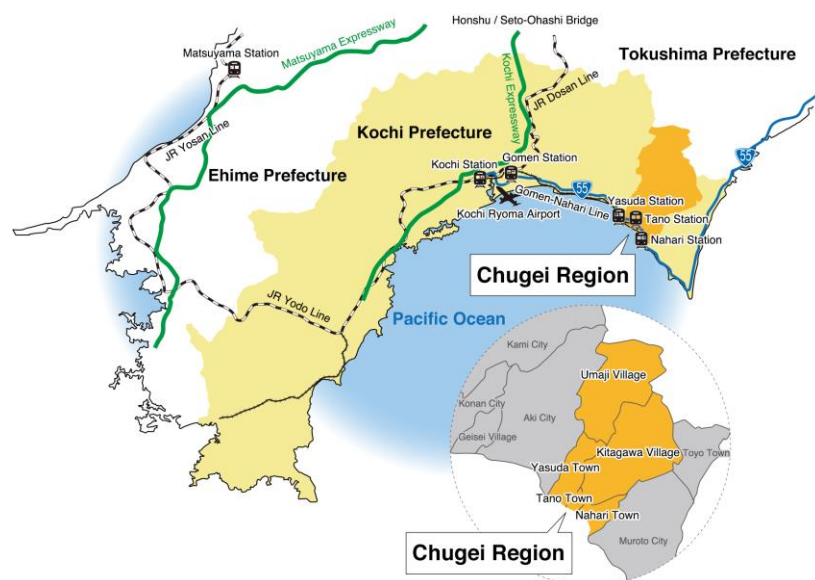 Honshu / Seto-Ohashi Bridge
Matsuyama Station
Matsuyama Expressway
Tokushima Prefecture
Kochi Expressway
JR Dosan Line
55
JR Yosan Line
Kochi Prefecture
Ehime Prefecture
Kochi Station
Gomen Station
55
Yasuda Station
Gomen-Nahari Line
Tano Station
Kochi Ryoma Airport
Nahari Station
Chugei Region
JR Yodo Line
Pacific Ocean
Kami City
Umaji Village
Konan City
Aki City
Geisei Village
Kitagawa Village
Toyo Town
Yasuda Town
Tano Town
Nahari Town
Muroto City
Chugei Region